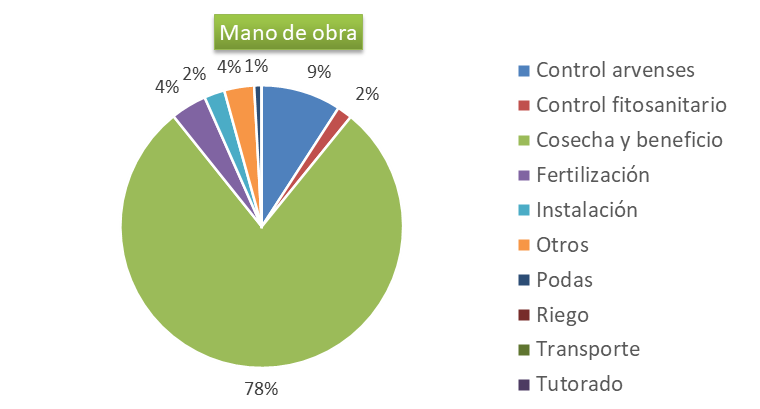 Mano de obra
4%
2%
4%
1%
9%
2%
78%
Control arvenses
Control fitosanitario
Cosecha y beneficio
Fertilización
Instalación
Otros
Podas
Riego
Transporte
Tutorado